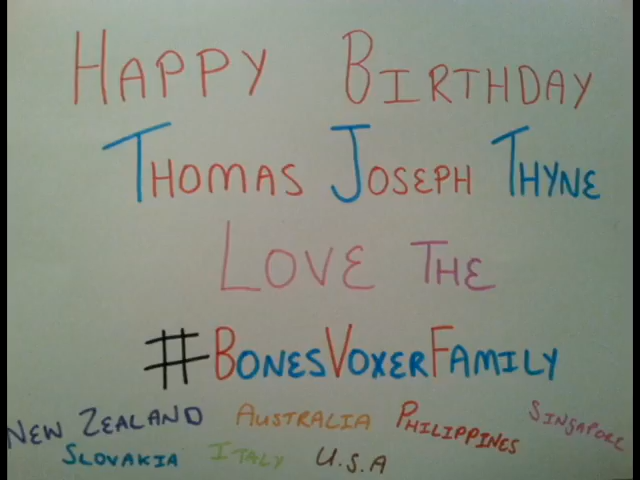 HAPPY BIRTHDAY
THOMAS JOSEPH THYNE
LOVE THE
#BONESVOXERFAMILY
NEW ZEALAND AUSTRALIA PHILIPPINES SINGAPORE
SLOVAKIA ITALY U.S.A